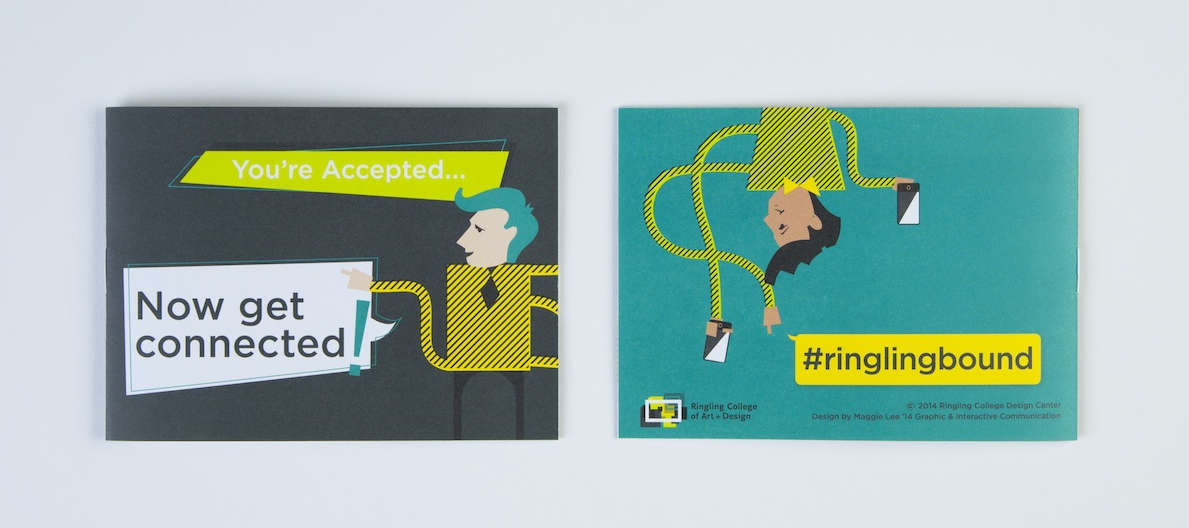 You're Accepted...
Now get
connected!
#ringlingbound
Ringling College
of Art + Design
© 2014 Ringling College Design Center
Design by Maggie Lee '14 Graphic & Interactive Communication